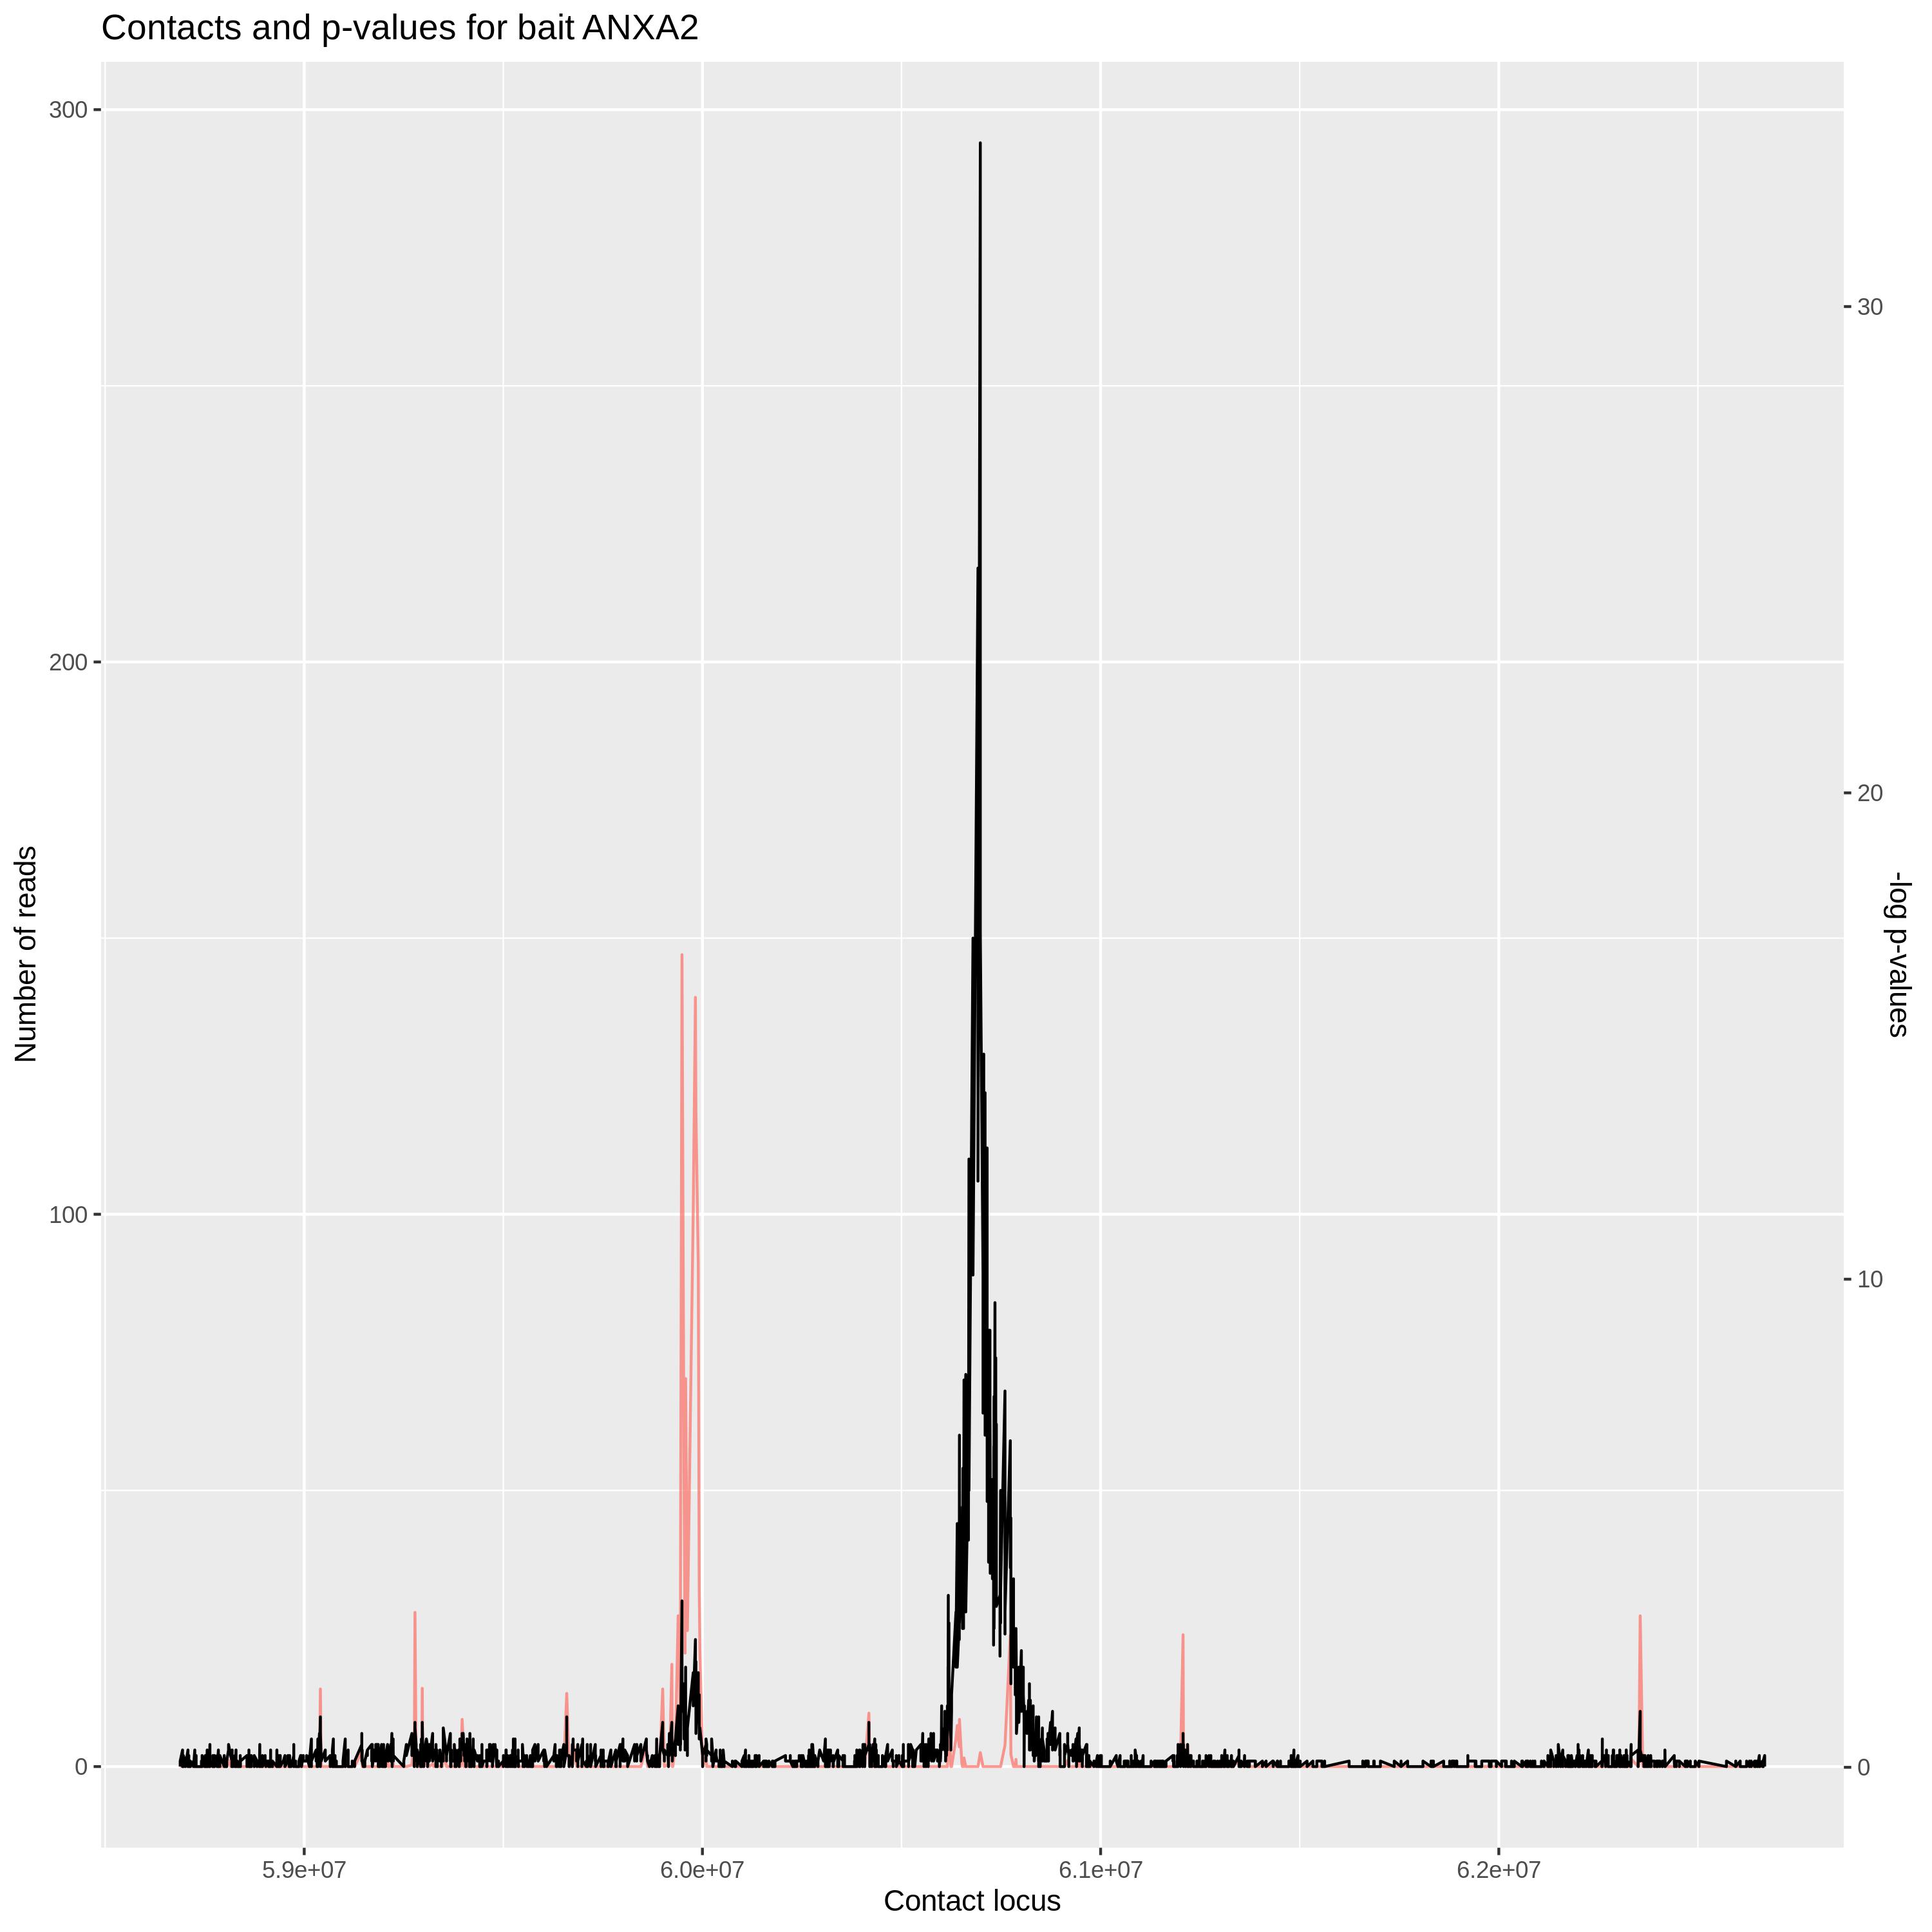 Contacts and p-values for bait ANXA2
300
200
100
0
Number of reads
30
20
10
0
-log p-values
5.9e+07
6.0e+07
6.1e+07
6.2e+07
Contact locus